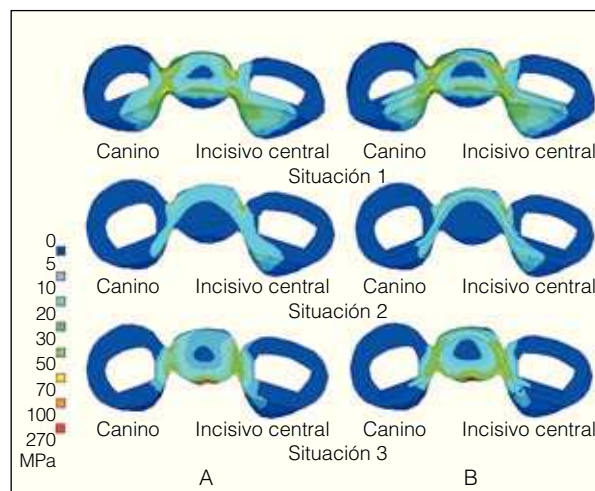 Canino Incisivo central Canino Incisivo central
Situación 1
Canino Incisivo central Canino Incisivo central
Situación 2
Canino Incisivo central Canino Incisivo central
Situación 3
0
5
10
20
30
50
70
100
270
MPa
A B